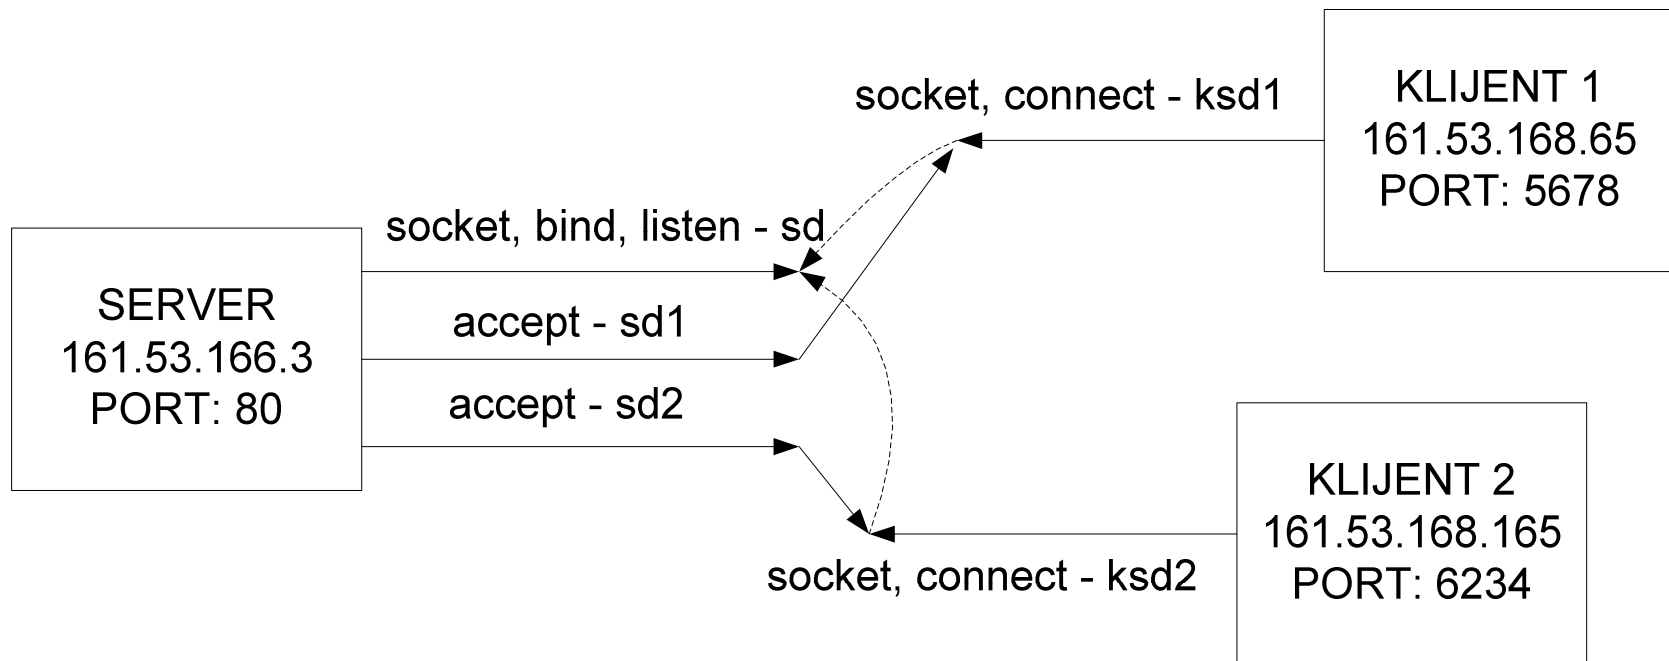 socket, connect - ksd1
KLIJENT 1
161.53.168.65
PORT: 5678
socket, bind, listen - sd
SERVER
161.53.166.3
PORT: 80
accept - sd1
accept - sd2
KLIJENT 2
161.53.168.165
PORT: 6234
socket, connect - ksd2